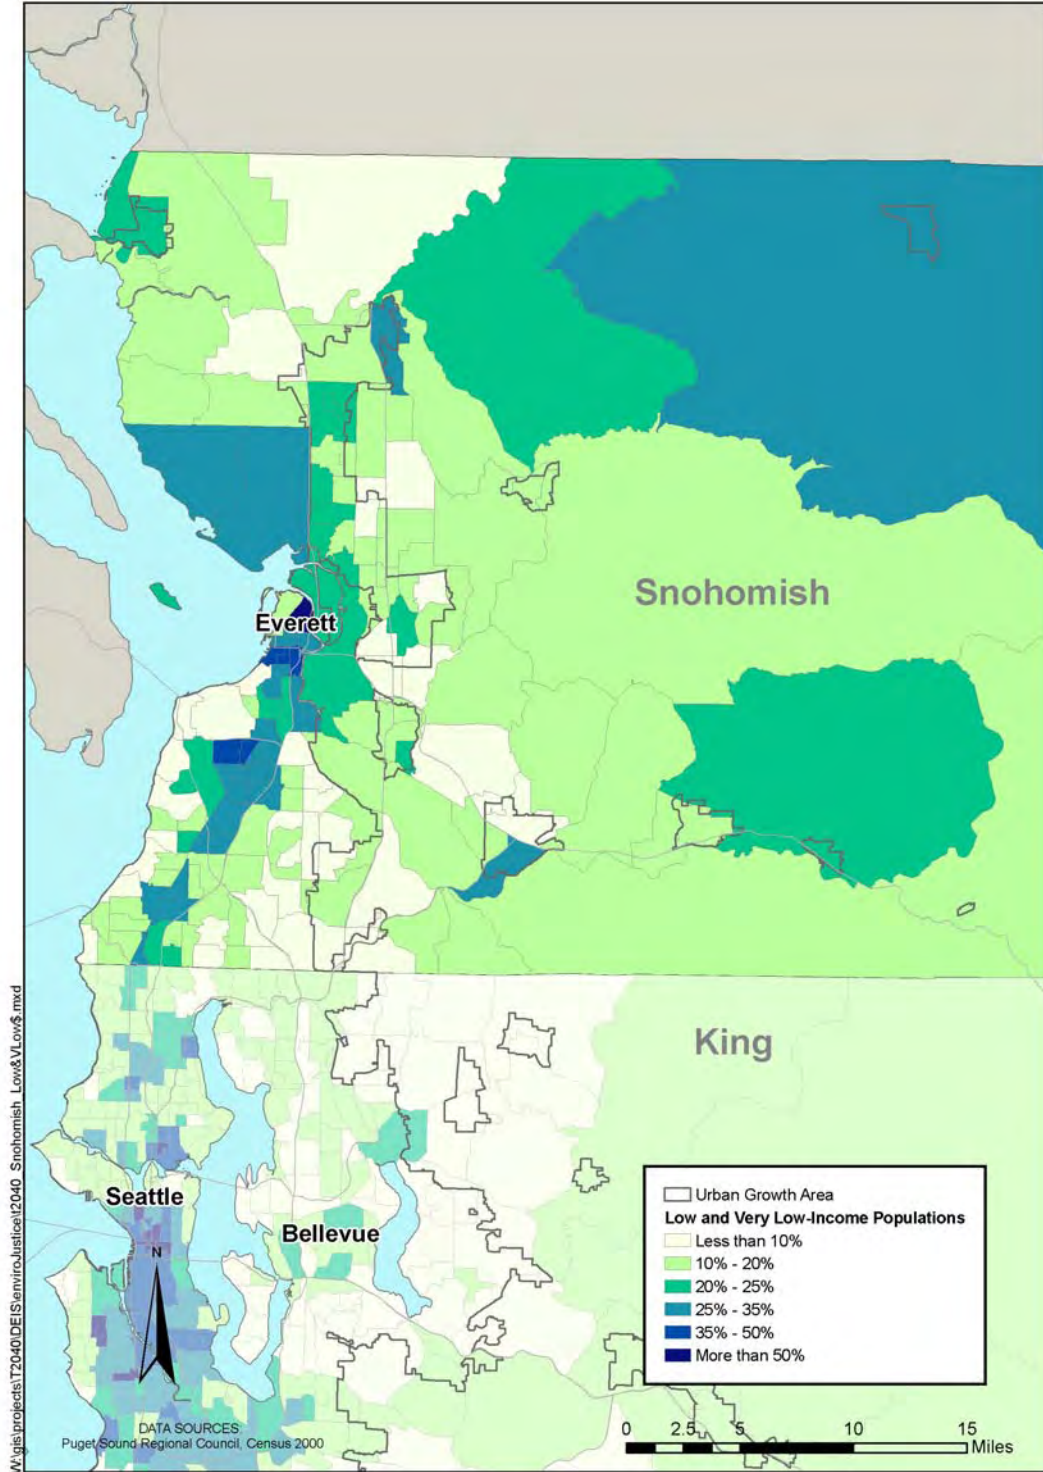 Snohomish
Everett
King
Seattle
Bellevue
N
Urban Growth Area
Low and Very Low-Income Populations
Less than 10%
10% - 20%
20% - 25%
25% - 35%
35% - 50%
More than 50%
DATA SOURCES:
Puget Sound Regional Council, Census 2000
0 2.5 5 10 15
Miles
W:\gis\projects\T2040\DEIS\enviroJustice\t2040_Snohomish_Low&VLow$.mxd